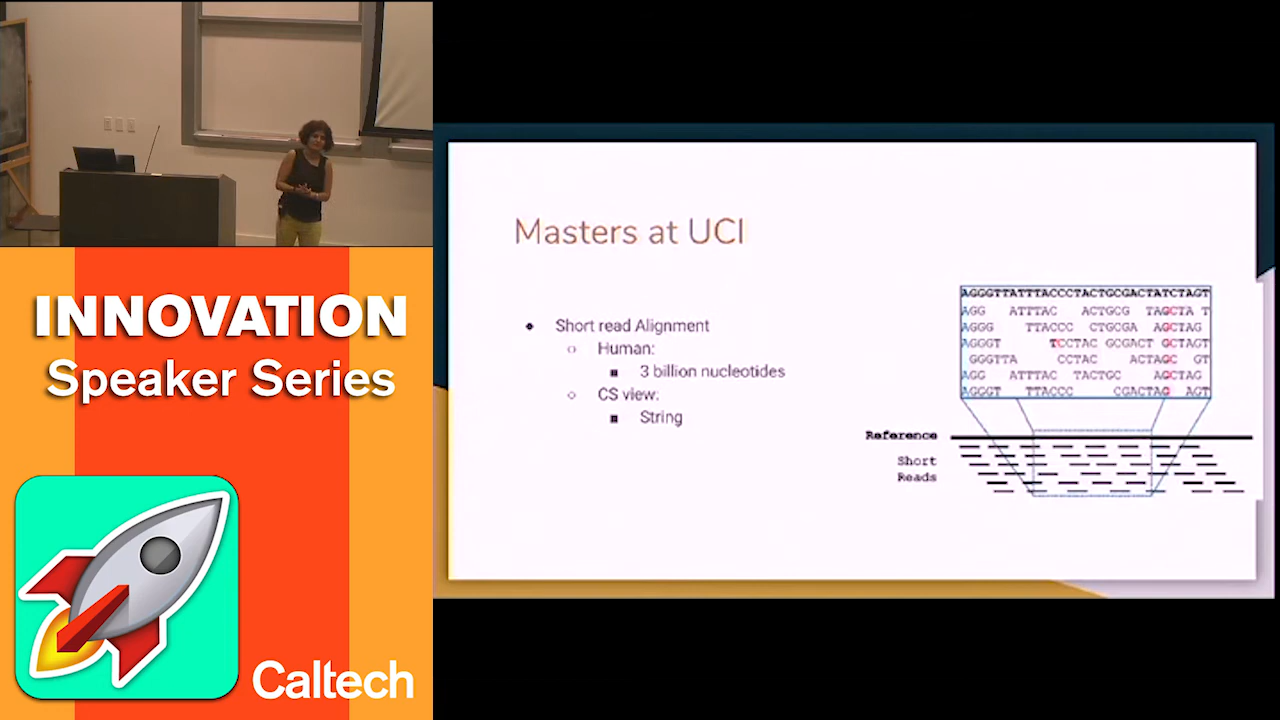 INNOVATION
Speaker Series
Caltech
Masters at UCI
Short read Alignment
Human:
3 billion nucleotides
CS view:
String
AGGGTTATTTACCCTACTGCGACTATCTAGT
AGG ATTTAC ACTGCG TAGCTA T
AGGG TTACCC CTGCGA AGCTAG
AGGGT TCCTAC GCGACT GCTAGT
GGGTTA CCTAC ACTAGC GT
AGG ATTTAC TACTGC AGCTAG
AGGGT TTACCC CGACTAG AGT
Reference
Short
Reads